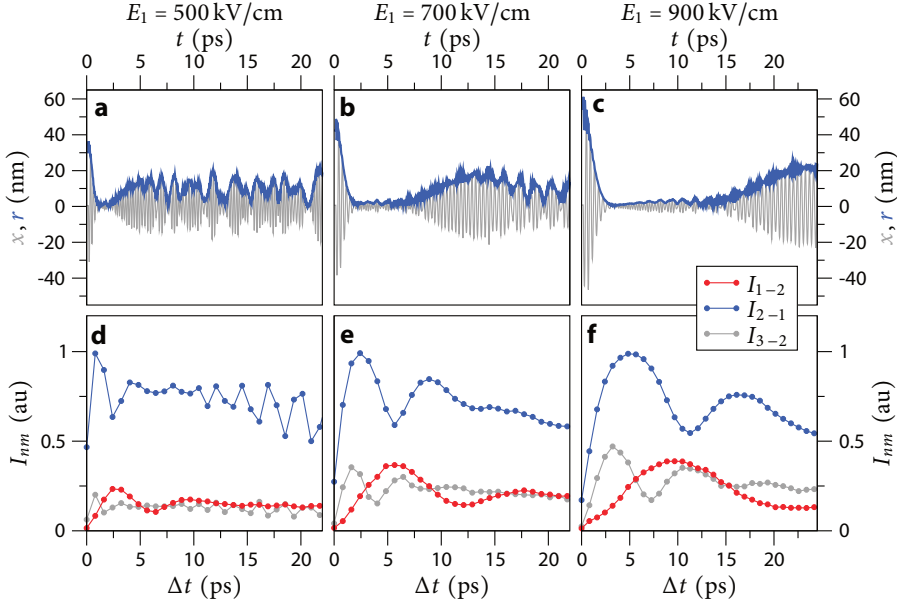 E₁ = 500 kV/cm E₁ = 700 kV/cm E₁ = 900 kV/cm
t (ps) t (ps) t (ps)
0 5 10 15 20 0 5 10 15 20 0 5 10 15 20
a b c
60 60
40 40
20 20
0 0
-20 -20
-40 -40
x, r (nm) x, r (nm)
I₁₋₂
I₂₋₁
I₃₋₂
d e f
1 1
0.5 0.5
0 0
Iₙₘ (au) Iₙₘ (au)
0 5 10 15 20 0 5 10 15 20 0 5 10 15 20
Δt (ps) Δt (ps) Δt (ps)